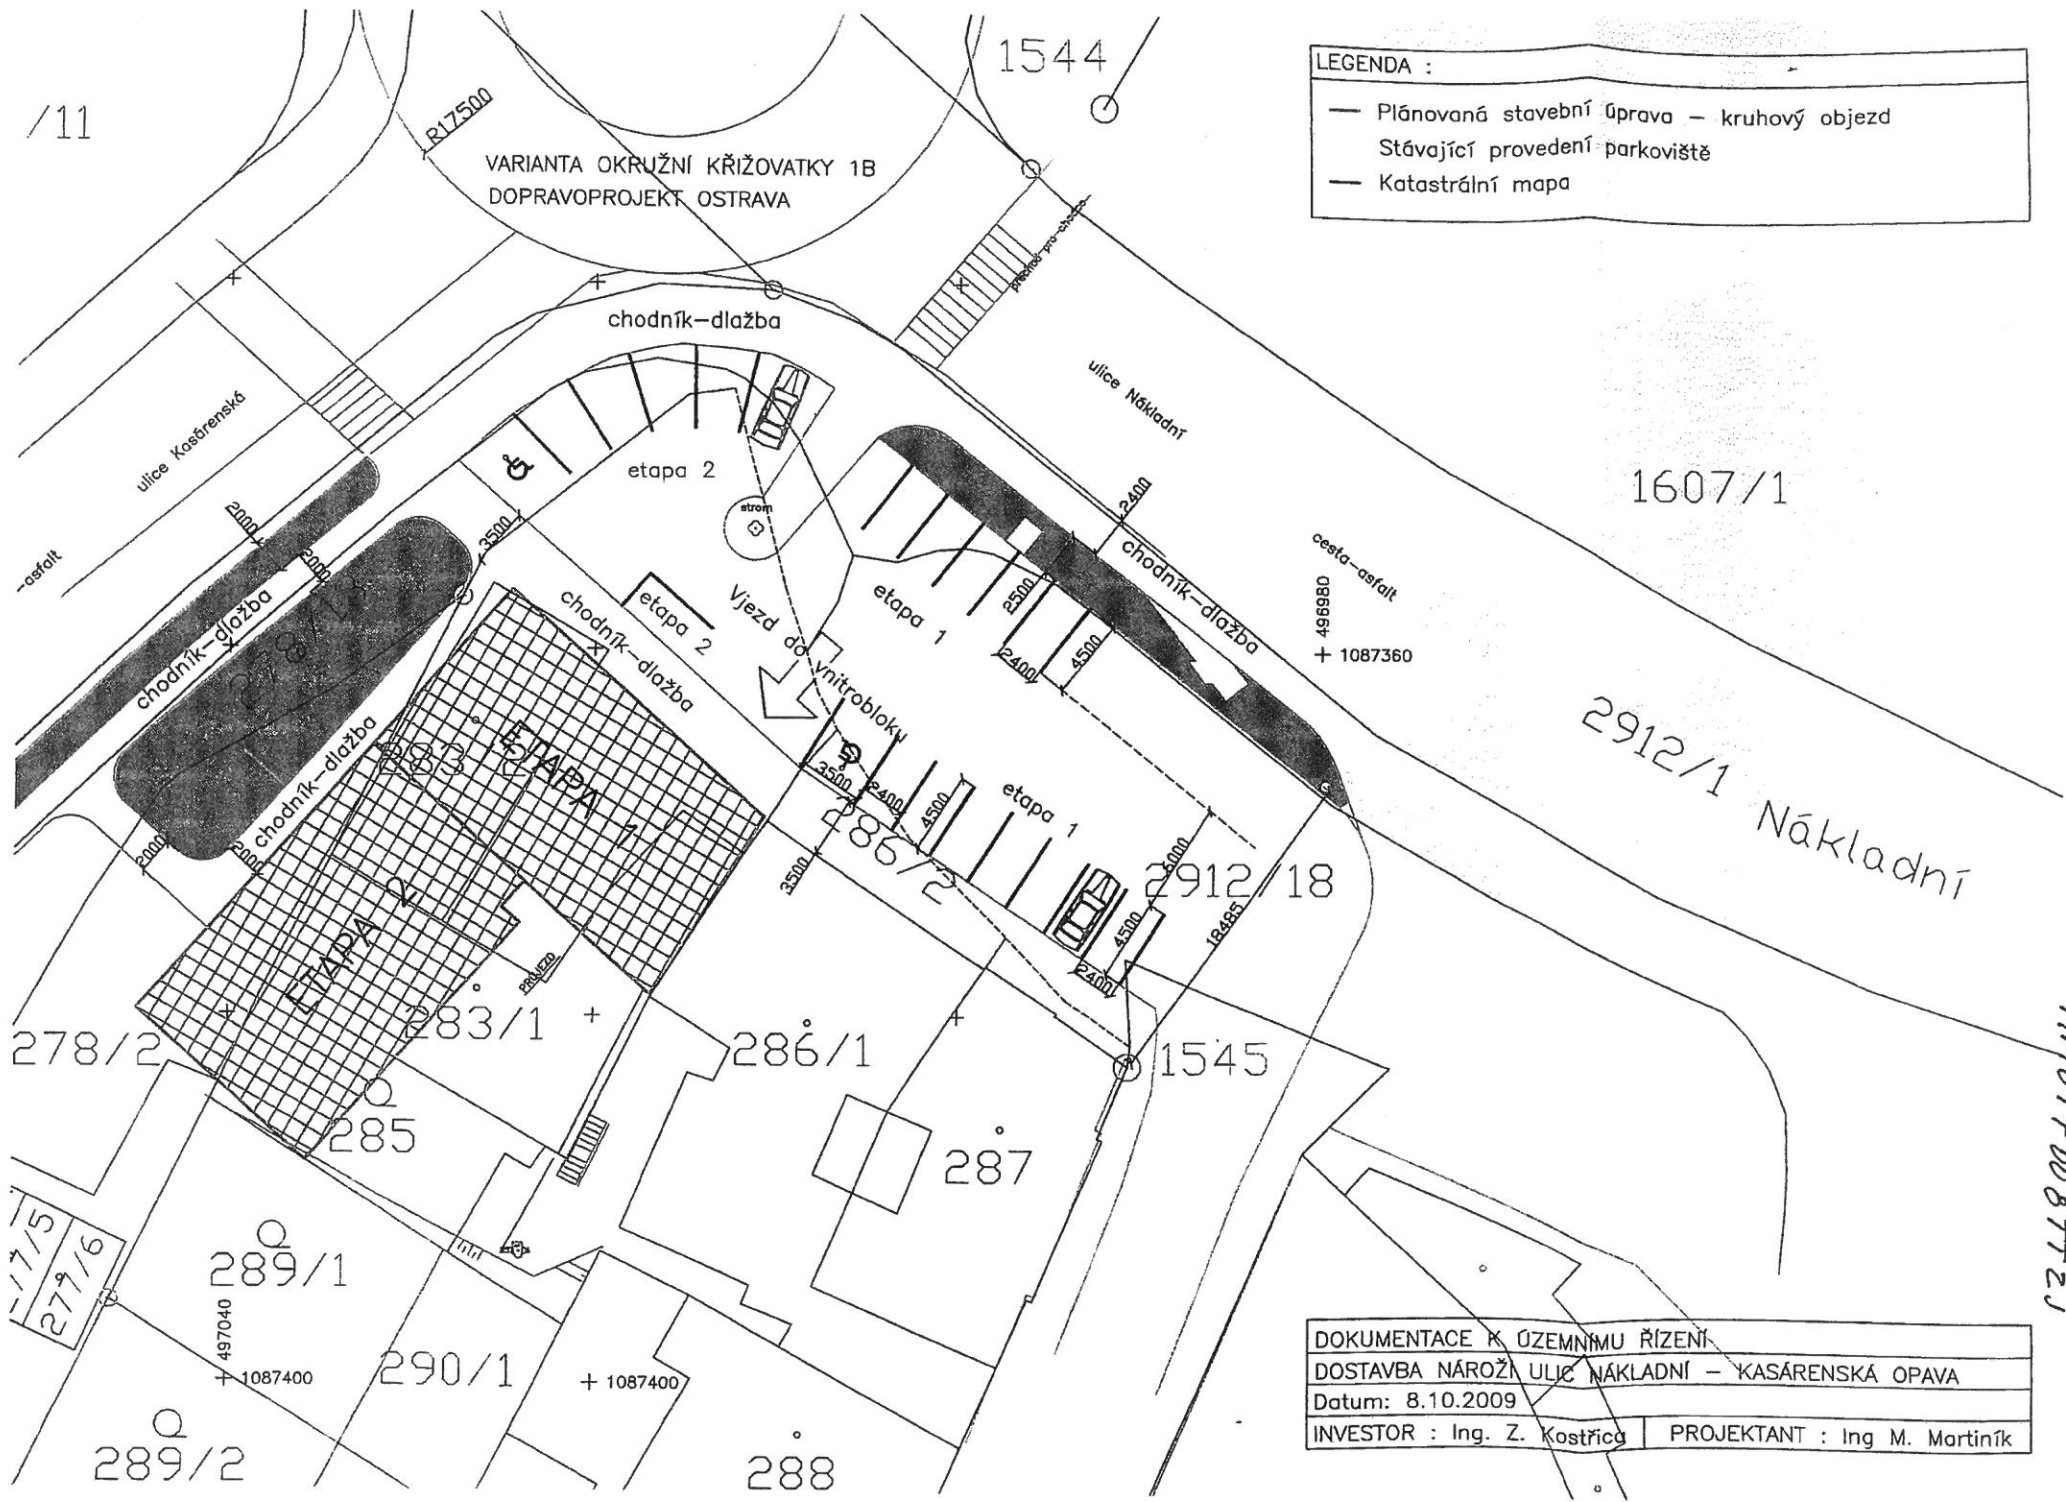 1544
/11
R17500
VARIANTA OKRUŽNÍ KŘIŽOVATKY 1B
DOPRAVOPROJEKT OSTRAVA
LEGENDA :
— Plánovaná stavební úprava – kruhový objezd
Stávající provedení parkoviště
— Katastrální mapa
chodník-dlažba
ulice Kasárenská
ulice Nákladní
etapa 2
strom
1607/1
2000
2000
3500
-asfalt
2400
chodník-dlažba
cesta-asfalt
496980
+ 1087360
chodník-dlažba
chodník-dlažba
chodník-dlažba
etapa 2
Vjezd do vnitrobloku
etapa 1
2500
2400
4500
2912/1 Nákladní
ETAPA 1
3500
2400
4500
etapa 1
286/2
3500
2000
2000
6000
2912/18
18485
4500
2400
ETAPA 2
PRŮJEZD
283/1
278/2
286/1
1545
285
287
277/6
289/1
497040
+ 1087400
290/1
+ 1087400
289/2
288
DOKUMENTACE K ÚZEMNÍMU ŘÍZENÍ
DOSTAVBA NÁROŽÍ ULIC NÁKLADNÍ – KASÁRENSKÁ OPAVA
Datum: 8.10.2009
INVESTOR : Ing. Z. Kostřica
PROJEKTANT : Ing M. Martiník